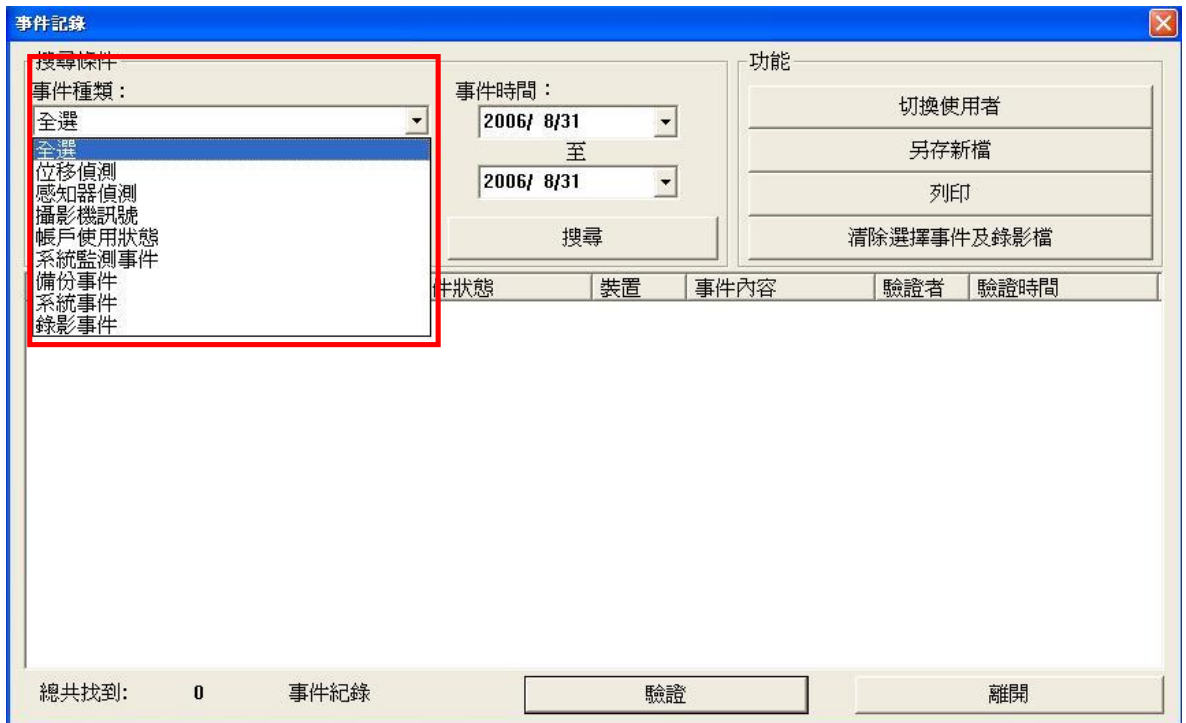 事件記錄
搜尋條件
事件種類：
全選
全選
位移偵測
感知器偵測
攝影機訊號
帳戶使用狀態
系統監測事件
備份事件
系統事件
錄影事件
事件時間：
2006/ 8/31
至
2006/ 8/31
搜尋
功能
切換使用者
另存新檔
列印
清除選擇事件及錄影檔
件狀態 裝置 事件內容 驗證者 驗證時間
總共找到: 0 事件紀錄 驗證 離開